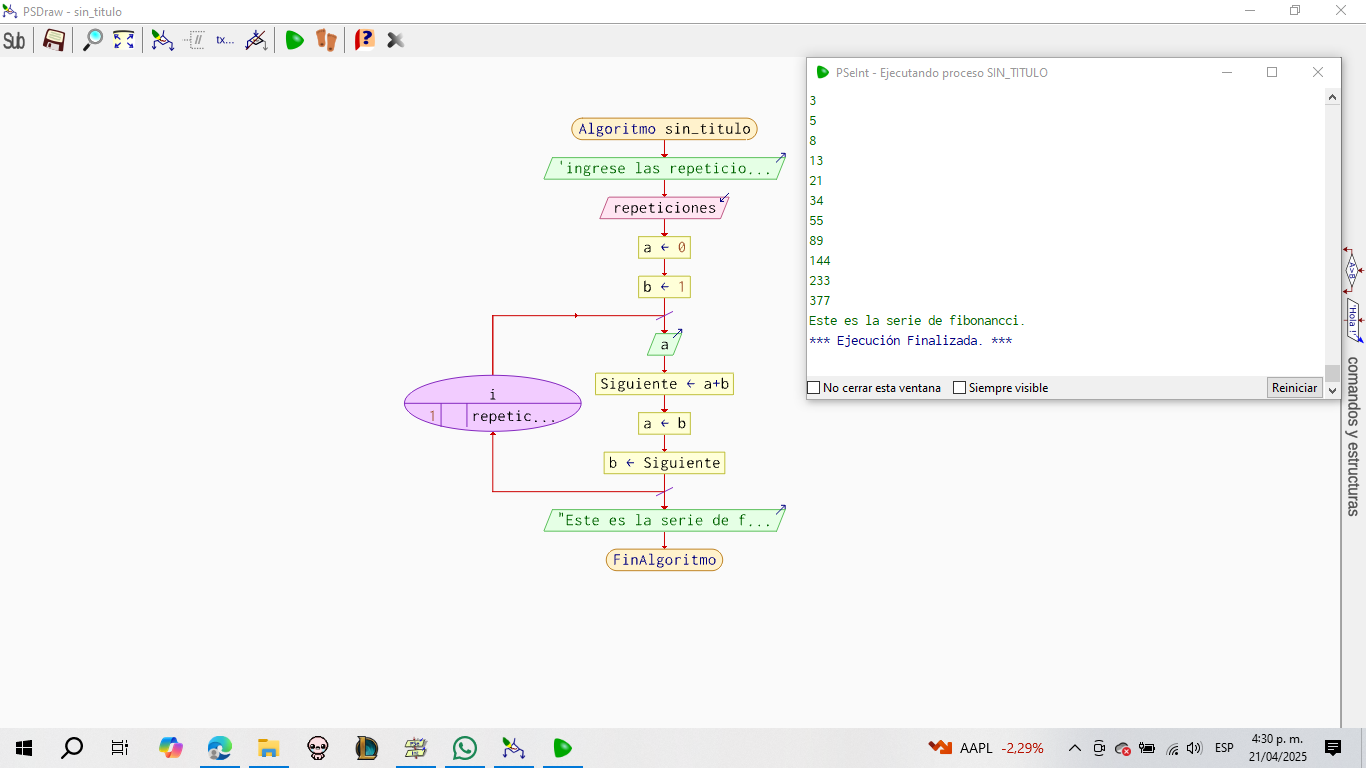 PSDraw - sin_titulo
Sub
tx...
PSeInt - Ejecutando proceso SIN_TITULO
3
5
8
13
21
34
55
89
144
233
377
Este es la serie de fibonancci.
*** Ejecución Finalizada. ***
No cerrar esta ventana
Siempre visible
Reiniciar
Algoritmo sin_titulo
'ingrese las repeticio...
repeticiones
a ← 0
b ← 1
a
Siguiente ← a+b
a ← b
b ← Siguiente
i
1 repetic...
"Este es la serie de f...
FinAlgoritmo
A>B
'Hola !'
comandos y estructuras
AAPL -2,29%
ESP
4:30 p. m.
21/04/2025